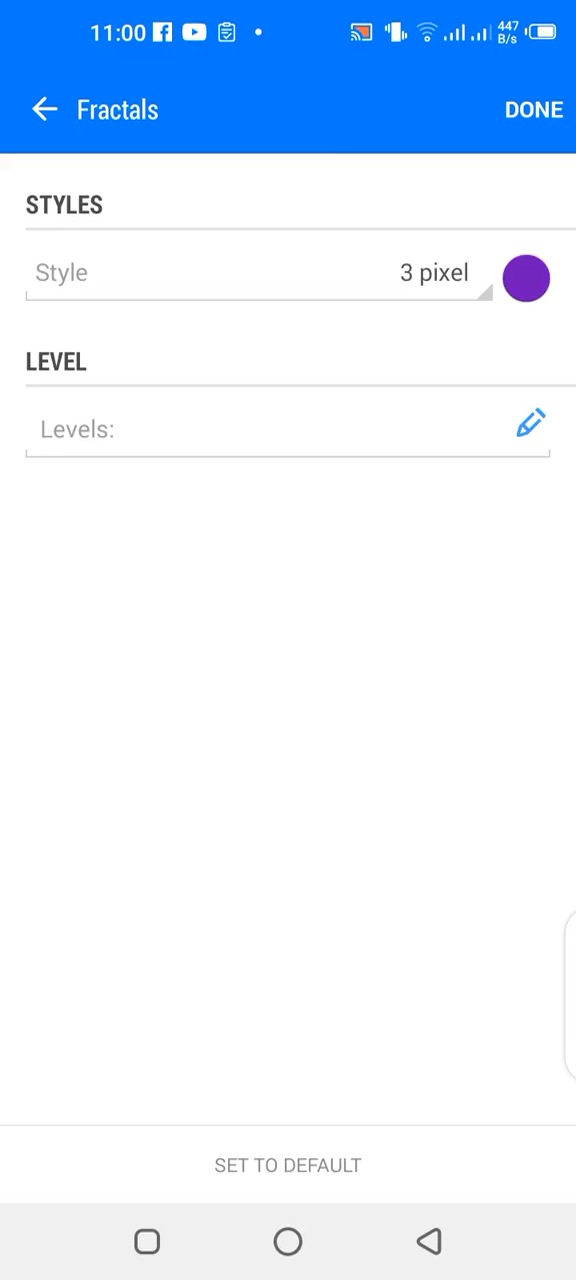 11:00 447 B/s
Fractals DONE
STYLES
Style 3 pixel
LEVEL
Levels:
SET TO DEFAULT